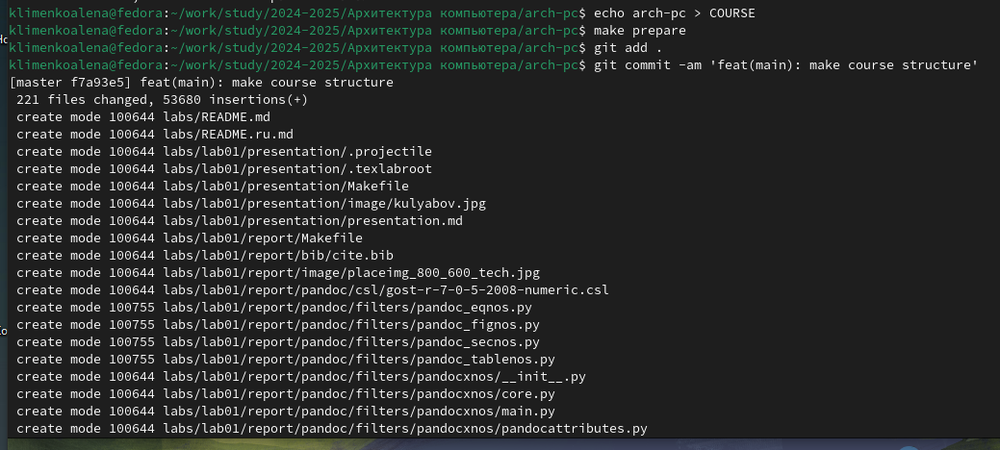 klimenkoalena@fedora:~/work/study/2024-2025/Архитектура компьютера/arch-pc$ echo arch-pc > COURSE
klimenkoalena@fedora:~/work/study/2024-2025/Архитектура компьютера/arch-pc$ make prepare
klimenkoalena@fedora:~/work/study/2024-2025/Архитектура компьютера/arch-pc$ git add .
klimenkoalena@fedora:~/work/study/2024-2025/Архитектура компьютера/arch-pc$ git commit -am 'feat(main): make course structure'
[master f7a93e5] feat(main): make course structure
 221 files changed, 53680 insertions(+)
 create mode 100644 labs/README.md
 create mode 100644 labs/README.ru.md
 create mode 100644 labs/lab01/presentation/.projectile
 create mode 100644 labs/lab01/presentation/.texlabroot
 create mode 100644 labs/lab01/presentation/Makefile
 create mode 100644 labs/lab01/presentation/image/kulyabov.jpg
 create mode 100644 labs/lab01/presentation/presentation.md
 create mode 100644 labs/lab01/report/Makefile
 create mode 100644 labs/lab01/report/bib/cite.bib
 create mode 100644 labs/lab01/report/image/placeimg_800_600_tech.jpg
 create mode 100644 labs/lab01/report/pandoc/csl/gost-r-7-0-5-2008-numeric.csl
 create mode 100755 labs/lab01/report/pandoc/filters/pandoc_eqnos.py
 create mode 100755 labs/lab01/report/pandoc/filters/pandoc_fignos.py
 create mode 100755 labs/lab01/report/pandoc/filters/pandoc_secnos.py
 create mode 100755 labs/lab01/report/pandoc/filters/pandoc_tablenos.py
 create mode 100644 labs/lab01/report/pandoc/filters/pandocxnos/__init__.py
 create mode 100644 labs/lab01/report/pandoc/filters/pandocxnos/core.py
 create mode 100644 labs/lab01/report/pandoc/filters/pandocxnos/main.py
 create mode 100644 labs/lab01/report/pandoc/filters/pandocxnos/pandocattributes.py